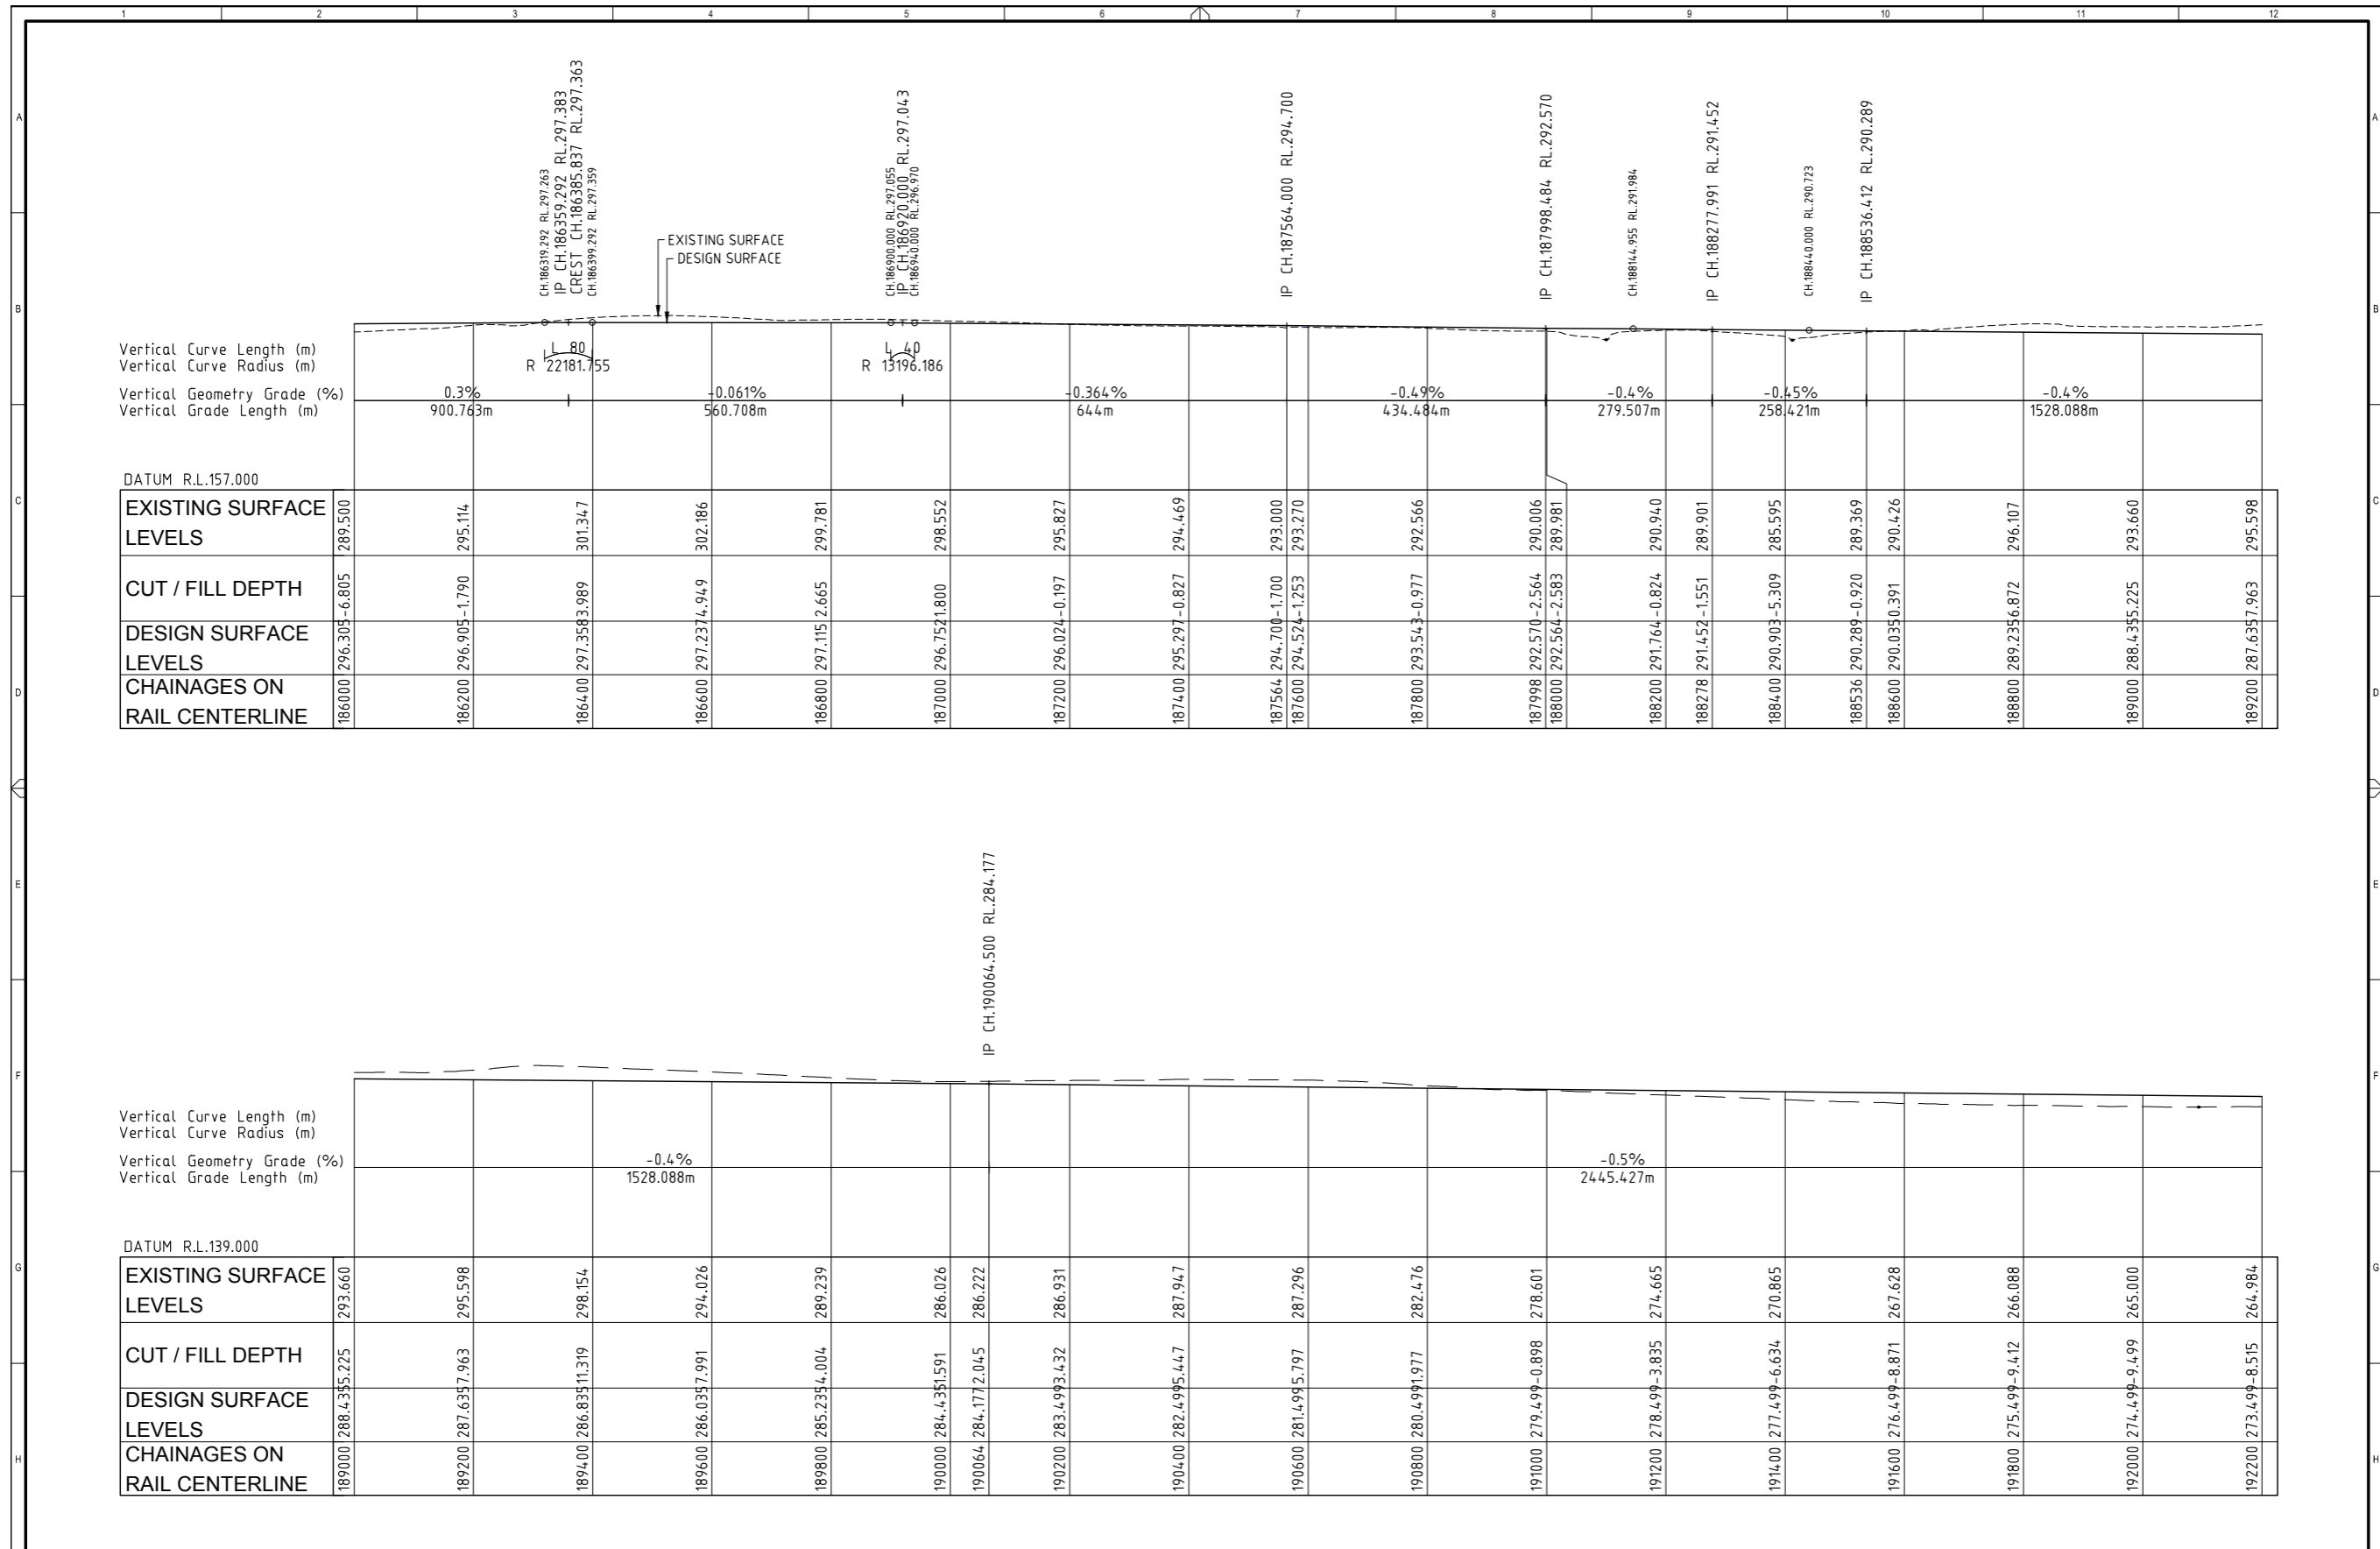 1 2 3 4 5 6 7 8 9 10 11 12
A A
CH.186319.292 RL.297.263
IP CH.186359.292 RL.297.383
CREST CH.186385.837 RL.297.363
CH.186399.292 RL.297.359
CH.186900.000 RL.297.055
IP CH.186920.000 RL.297.043
CH.186940.000 RL.296.970
IP CH.187564.000 RL.294.700
IP CH.187998.484 RL.292.570
CH.188144.955 RL.291.984
IP CH.188277.991 RL.291.452
CH.188440.000 RL.290.723
IP CH.188536.412 RL.290.289
EXISTING SURFACE
DESIGN SURFACE
B B
Vertical Curve Length (m) L 80 L 40
Vertical Curve Radius (m) R 22181.755 R 13196.186
Vertical Geometry Grade (%) 0.3% -0.061% -0.364% -0.49% -0.4% -0.45% -0.4%
Vertical Grade Length (m) 900.763m 560.708m 644m 434.484m 279.507m 258.421m 1528.088m
DATUM R.L.157.000
C C
EXISTING SURFACE
LEVELS
289.500 295.114 301.347 302.186 299.781 298.552 295.827 294.469 293.000 293.270 292.566 290.006 289.981 290.940 289.901 285.595 289.369 290.426 296.107 293.660 295.598
CUT / FILL DEPTH
-6.805 -1.790 3.989 4.949 2.665 1.800 -0.197 -0.827 -1.700 -1.253 -0.977 -2.564 -2.583 -0.824 -1.551 -5.309 -0.920 0.391 6.872 5.225 7.963
DESIGN SURFACE
LEVELS
296.305 296.905 297.358 297.237 297.115 296.752 296.024 295.297 294.700 294.524 293.543 292.570 292.564 291.764 291.452 290.903 290.289 290.035 289.235 288.435 287.635
D D
CHAINAGES ON
RAIL CENTERLINE
186000 186200 186400 186600 186800 187000 187200 187400 187564 187600 187800 187998 188000 188200 188278 188400 188536 188600 188800 189000 189200
E E
IP CH.190064.500 RL.284.177
F F
Vertical Curve Length (m)
Vertical Curve Radius (m)
Vertical Geometry Grade (%) -0.4% -0.5%
Vertical Grade Length (m) 1528.088m 2445.427m
DATUM R.L.139.000
G G
EXISTING SURFACE
LEVELS
293.660 295.598 298.154 294.026 289.239 286.026 286.222 286.931 287.947 287.296 282.476 278.601 274.665 270.865 267.628 266.088 265.000 264.984
CUT / FILL DEPTH
5.225 7.963 11.319 7.991 4.004 1.591 2.045 3.432 5.447 5.797 1.977 -0.898 -3.835 -6.634 -8.871 -9.412 -9.499 -8.515
DESIGN SURFACE
LEVELS
288.435 287.635 286.835 286.035 285.235 284.435 284.177 283.499 282.499 281.499 280.499 279.499 278.499 277.499 276.499 275.499 274.499 273.499
H H
CHAINAGES ON
RAIL CENTERLINE
189000 189200 189400 189600 189800 190000 190064 190200 190400 190600 190800 191000 191200 191400 191600 191800 192000 192200